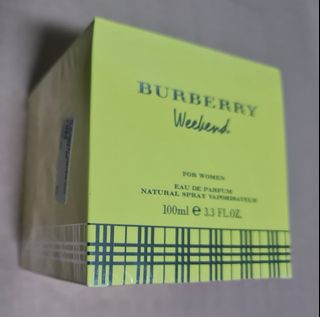 BURBERRY
Weekend
FOR WOMEN
EAU DE PARFUM
NATURAL SPRAY VAPORISATEUR
100ml ℮ 3.3 FL.OZ.